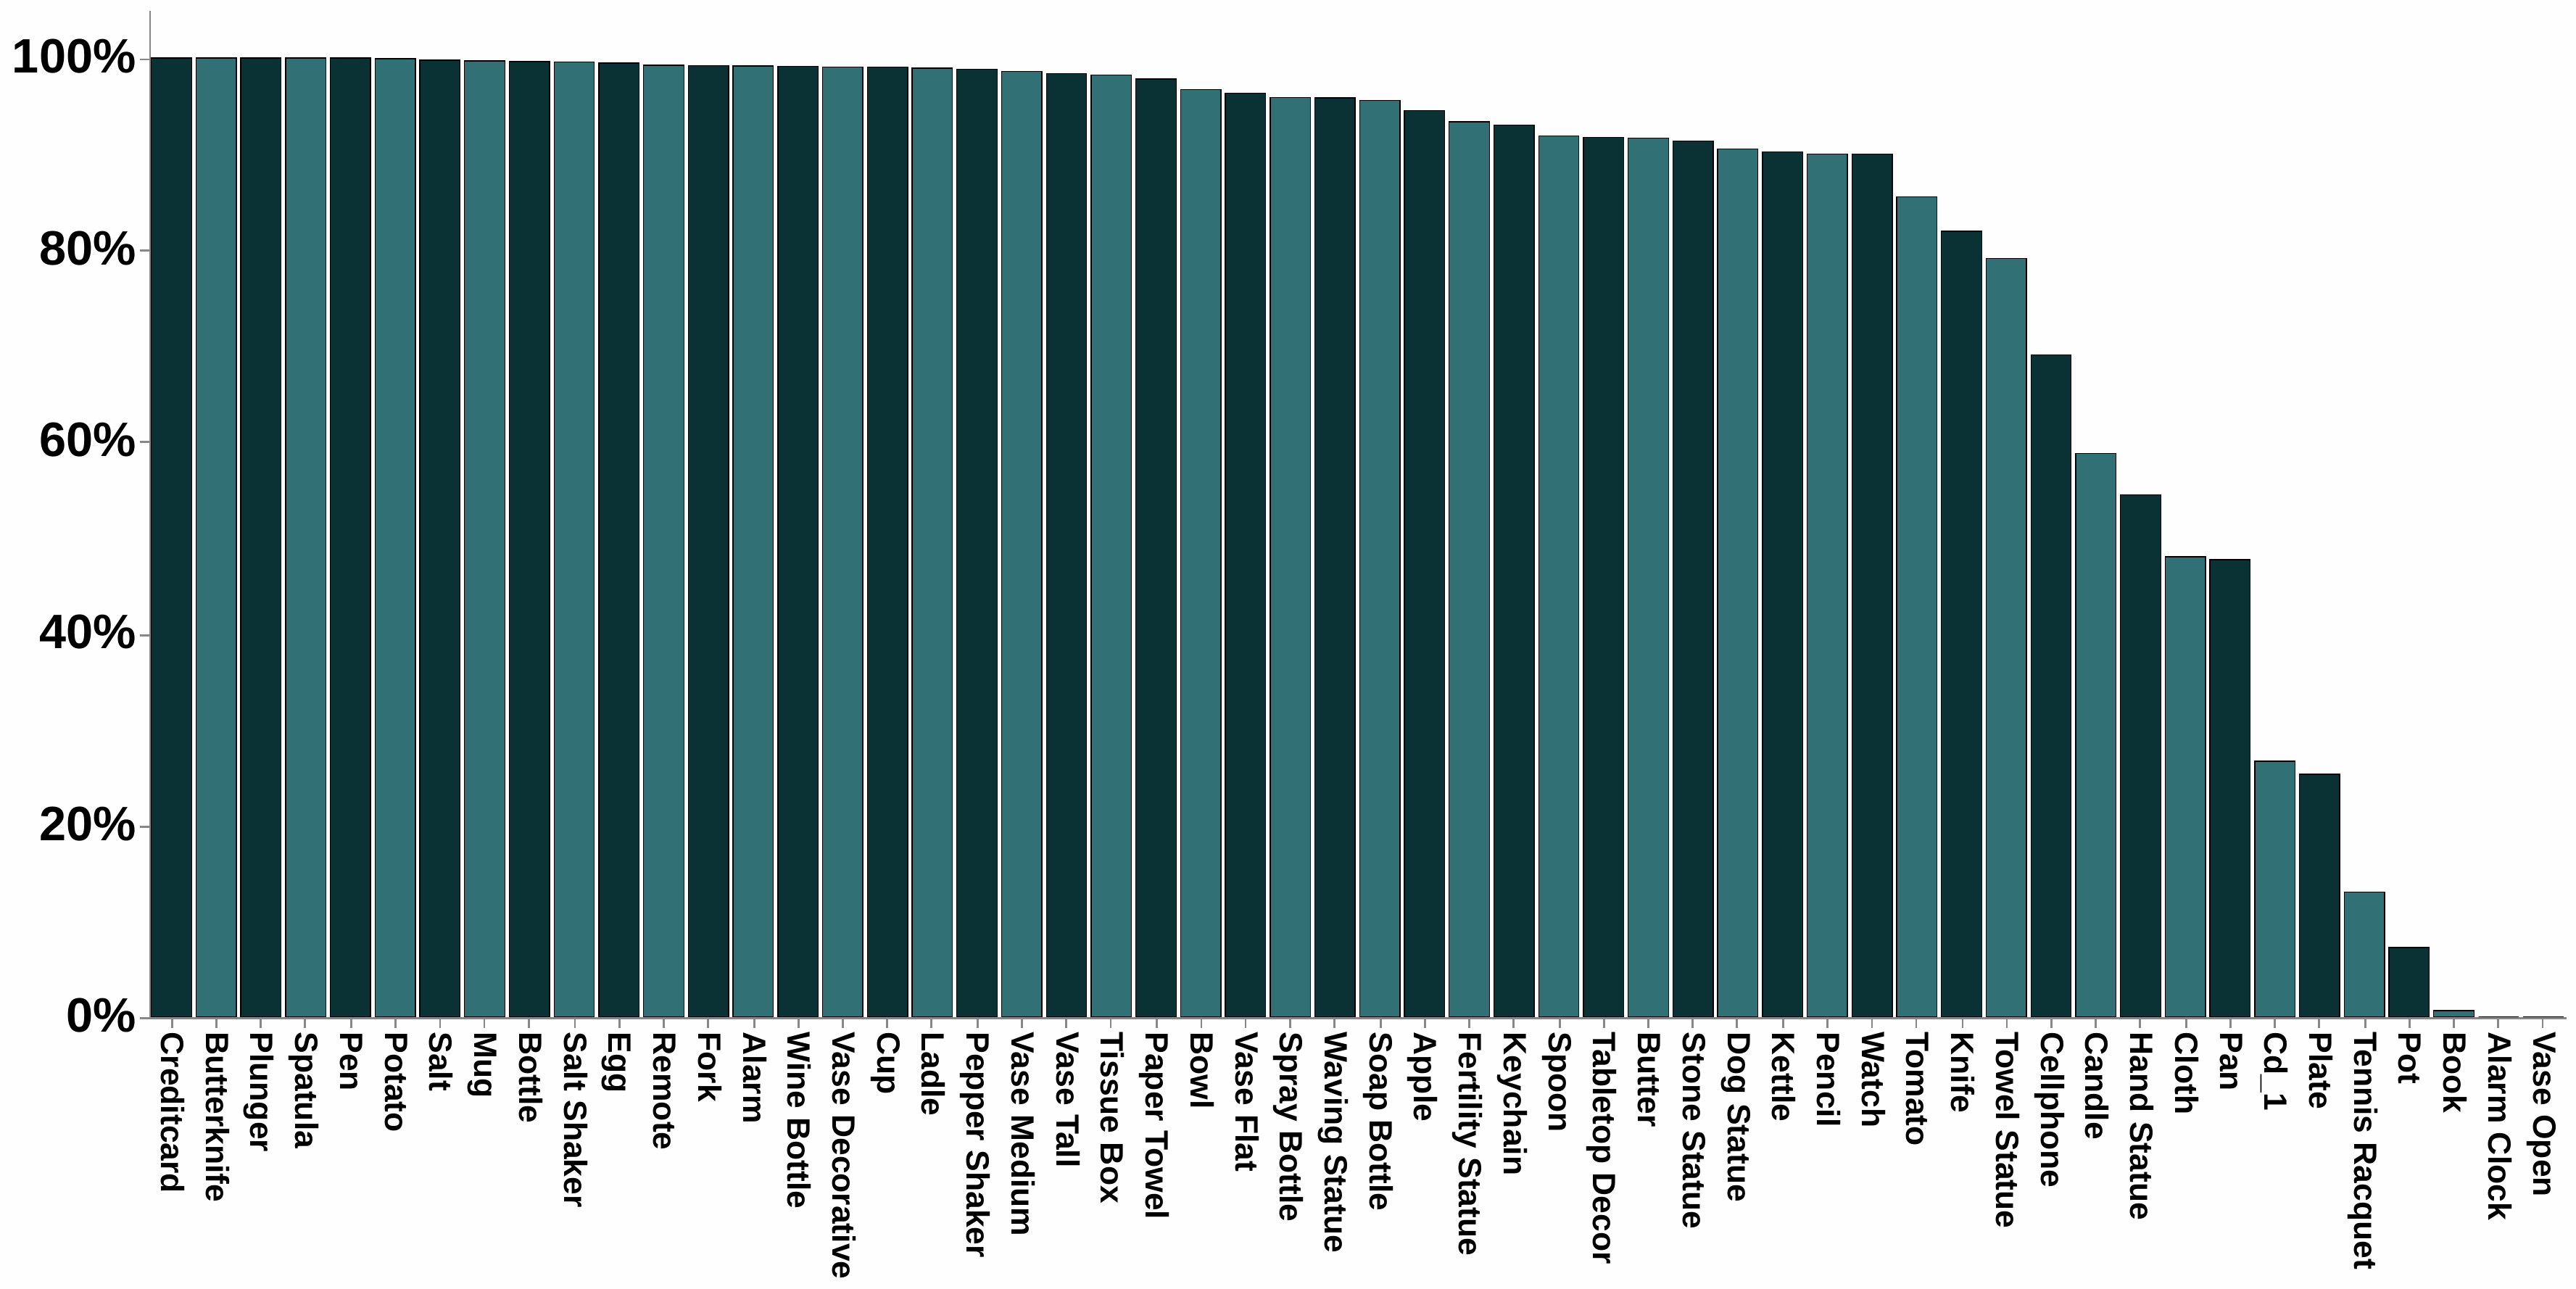 100%
80%
60%
40%
20%
0%
Creditcard
Butterknife
Plunger
Spatula
Pen
Potato
Salt
Mug
Bottle
Salt Shaker
Egg
Remote
Fork
Alarm
Wine Bottle
Vase Decorative
Cup
Ladle
Pepper Shaker
Vase Medium
Vase Tall
Tissue Box
Paper Towel
Bowl
Vase Flat
Spray Bottle
Waving Statue
Soap Bottle
Apple
Fertility Statue
Keychain
Spoon
Tabletop Decor
Butter
Stone Statue
Dog Statue
Kettle
Pencil
Watch
Tomato
Knife
Towel Statue
Cellphone
Candle
Hand Statue
Cloth
Pan
Cd_1
Plate
Tennis Racquet
Pot
Book
Alarm Clock
Vase Open